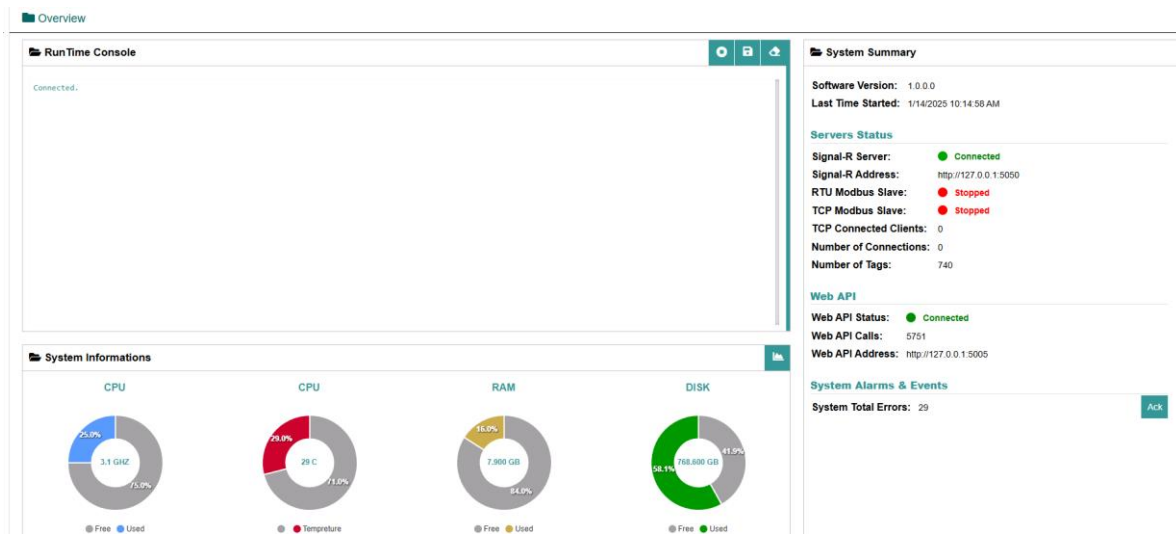 Overview
RunTime Console
Connected.
System Informations
CPU
25.0%
3.1 GHZ
75.0%
Free Used
CPU
29.0%
29 C
71.0%
Tempreture
RAM
16.0%
7.900 GB
84.0%
Free Used
DISK
41.9%
768.600 GB
58.1%
Free Used
System Summary
Software Version: 1.0.0.0
Last Time Started: 1/14/2025 10:14:58 AM
Servers Status
Signal-R Server: Connected
Signal-R Address: http://127.0.0.1:5050
RTU Modbus Slave: Stopped
TCP Modbus Slave: Stopped
TCP Connected Clients: 0
Number of Connections: 0
Number of Tags: 740
Web API
Web API Status: Connected
Web API Calls: 5751
Web API Address: http://127.0.0.1:5005
System Alarms & Events
System Total Errors: 29
Ack